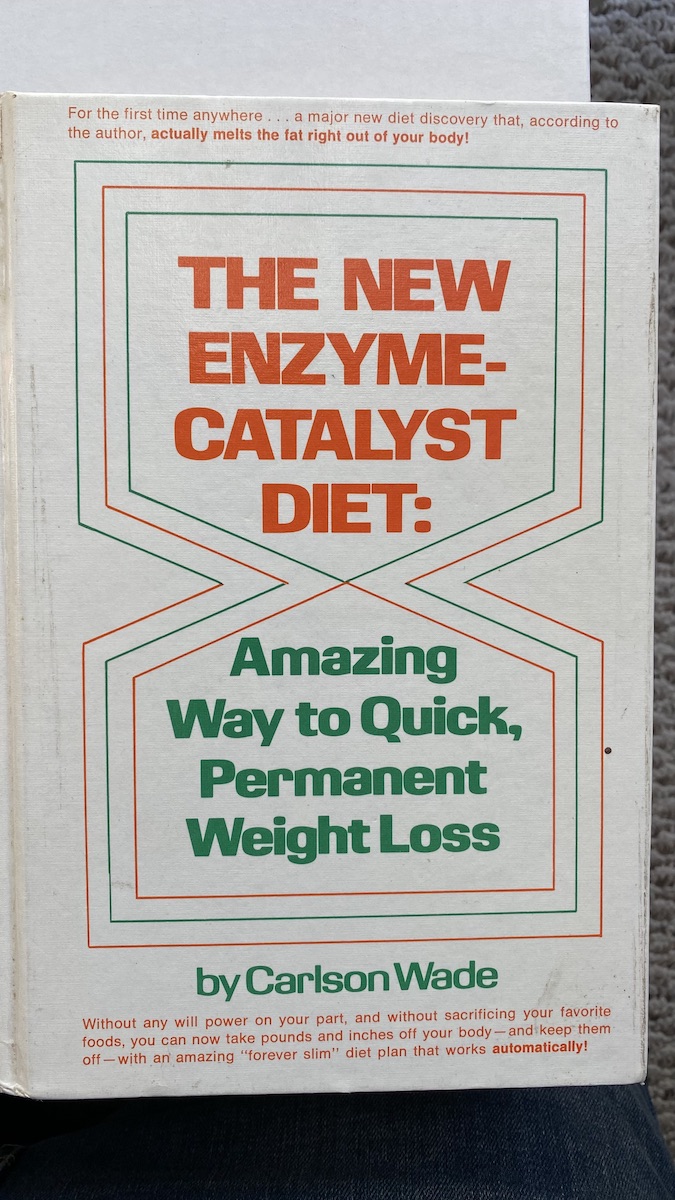 For the first time anywhere . . . a major new diet discovery that, according to
the author, actually melts the fat right out of your body!
THE NEW
ENZYME-
CATALYST
DIET:
Amazing
Way to Quick,
Permanent
Weight Loss
by Carlson Wade
Without any will power on your part, and without sacrificing your favorite
foods, you can now take pounds and inches off your body—and keep them
off—with an amazing "forever slim" diet plan that works automatically!